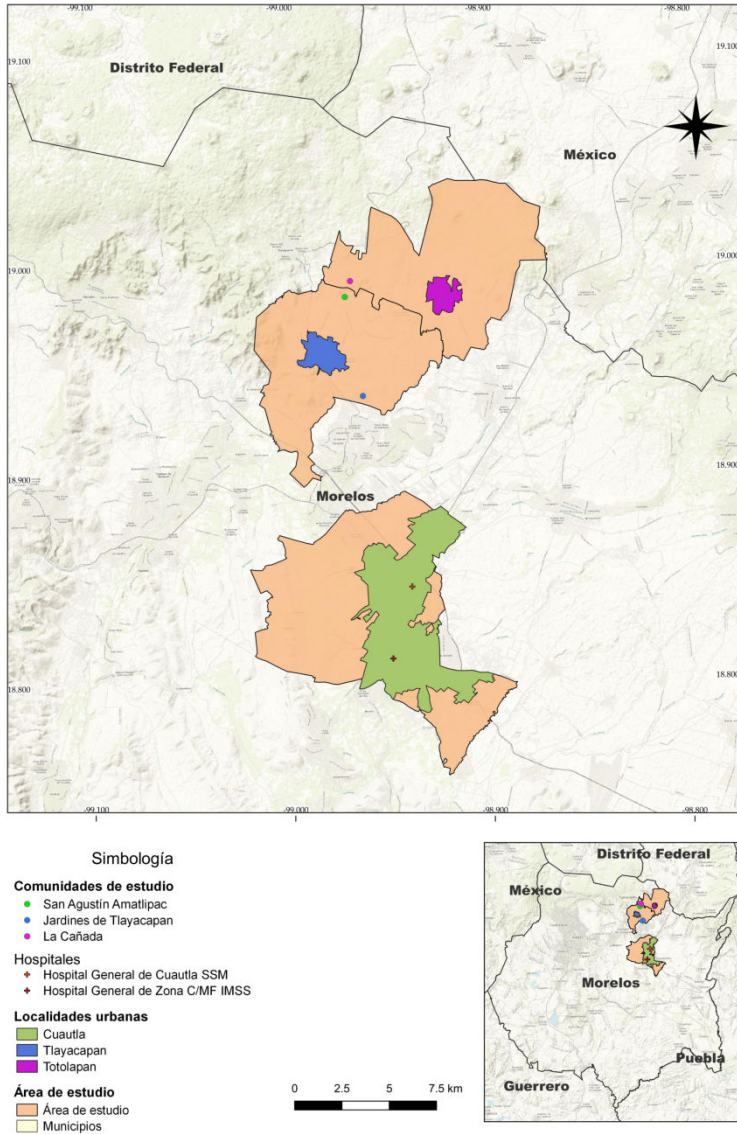 -99.100 -99.000 -98.900 -98.800
19.100 19.100
Distrito Federal
México
19.000 19.000
18.900 18.900
Morelos
18.800 18.800
-99.100 -99.000 -98.900 -98.800
Simbología
Comunidades de estudio
San Agustín Amatlipac
Jardines de Tlayacapan
La Cañada
Hospitales
Hospital General de Cuautla SSM
Hospital General de Zona C/MF IMSS
Localidades urbanas
Cuautla
Tlayacapan
Totolapan
Área de estudio
Área de estudio
Municipios
0 2.5 5 7.5 km
Distrito Federal
México
Morelos
Puebla
Guerrero